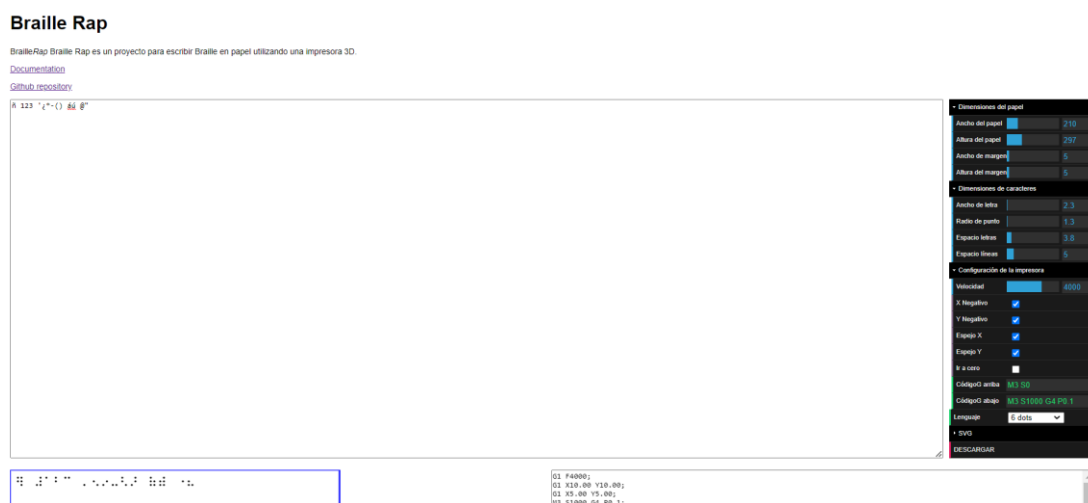 Braille Rap
BrailleRap Braille Rap es un proyecto para escribir Braille en papel utilizando una impresora 3D.
Documentation
Github repository
Dimensiones del papel
Ancho del papel 210
Altura del papel 297
Ancho de margen 5
Altura del margen 5
Dimensiones de caracteres
Ancho de letra 2.3
Radio de punto 1.3
Espacio letras 3.8
Espacio líneas 5
Configuración de la impresora
Velocidad 4000
X Negativo
Y Negativo
Espejo X
Espejo Y
Ir a cero
CódigoG arriba M3 S0
CódigoG abajo M3 S1000 G4 P0.1
Lenguaje 6 dots
SVG
DESCARGAR
G1 F4000;
G1 X10.00 Y10.00;
G1 X5.00 Y5.00;